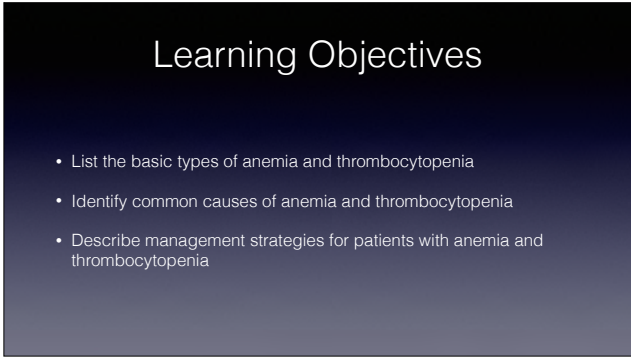 Learning Objectives
• List the basic types of anemia and thrombocytopenia
• Identify common causes of anemia and thrombocytopenia
• Describe management strategies for patients with anemia and
thrombocytopenia